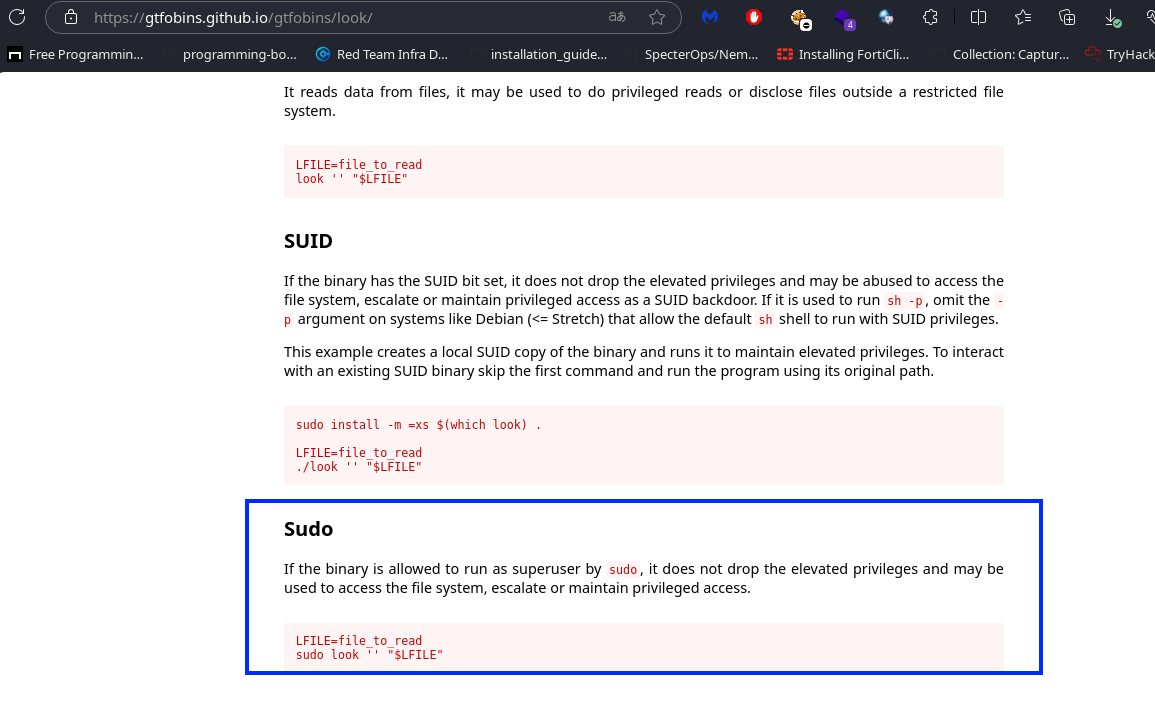 https://gtfobins.github.io/gtfobins/look/
4
Free Programmin... programming-bo... Red Team Infra D... installation_guide... SpecterOps/Nem... Installing FortiCli... Collection: Captur... TryHack
It reads data from files, it may be used to do privileged reads or disclose files outside a restricted file
system.
LFILE=file_to_read
look '' "$LFILE"
SUID
If the binary has the SUID bit set, it does not drop the elevated privileges and may be abused to access the
file system, escalate or maintain privileged access as a SUID backdoor. If it is used to run sh -p, omit the -
p argument on systems like Debian (<= Stretch) that allow the default sh shell to run with SUID privileges.
This example creates a local SUID copy of the binary and runs it to maintain elevated privileges. To interact
with an existing SUID binary skip the first command and run the program using its original path.
sudo install -m =xs $(which look) .
LFILE=file_to_read
./look '' "$LFILE"
Sudo
If the binary is allowed to run as superuser by sudo, it does not drop the elevated privileges and may be
used to access the file system, escalate or maintain privileged access.
LFILE=file_to_read
sudo look '' "$LFILE"